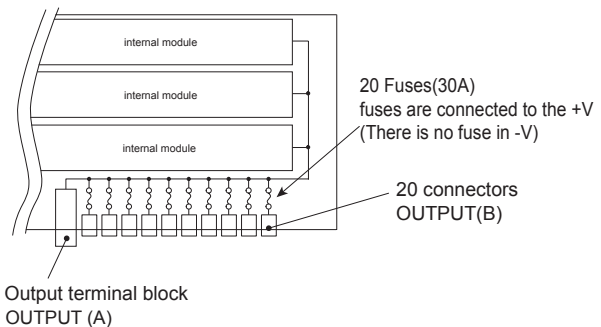 internal module
internal module
internal module
20 Fuses(30A)
fuses are connected to the +V
(There is no fuse in -V)
20 connectors
OUTPUT(B)
Output terminal block
OUTPUT (A)